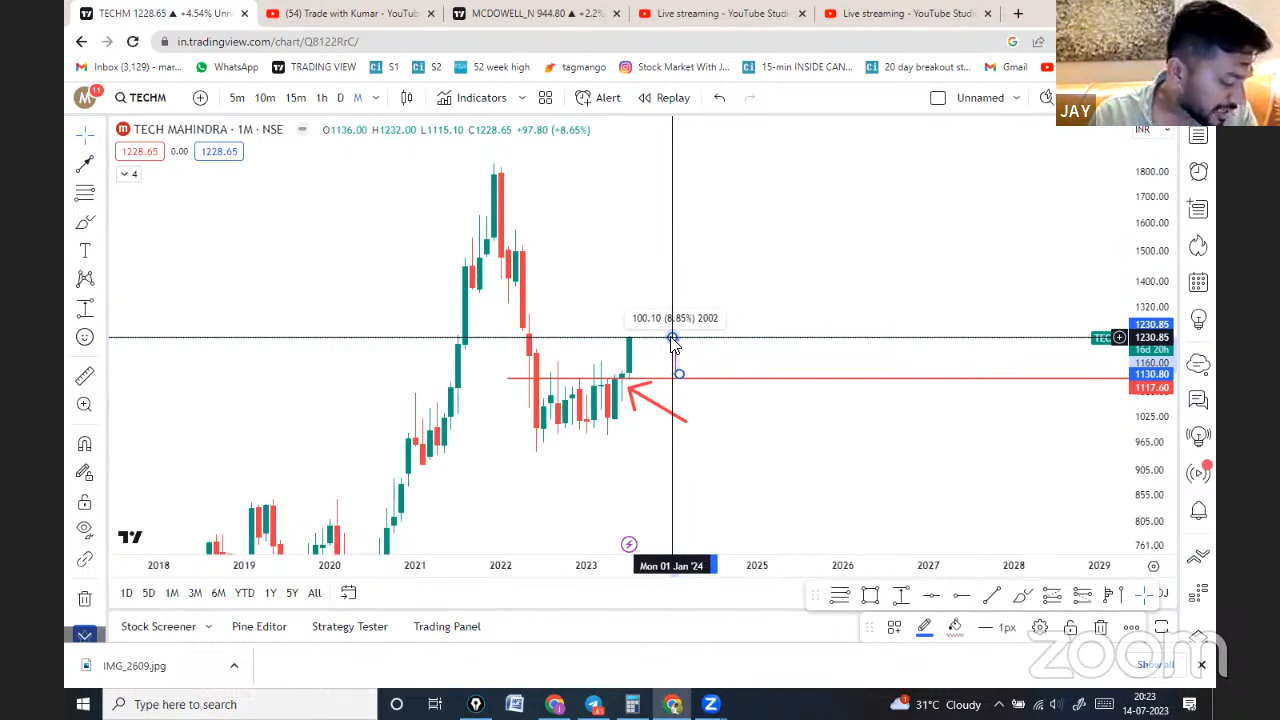 TECHM 1228.65 ▲ +4.54% Unna
(54) Trade with Kumar - YouTub
MCDOWELL_N 944.80 ▲ +2.2%
Live streaming - YouTube Studi
Live streaming - YouTube Studi
in.tradingview.com/chart/Q8122RrC/
Inbox (3,129) - mar...
WhatsApp
TRADING VIEW
S1
S2
52 week high
tagmango
Stock Market With J...
15-min INSIDE CAN...
20 day breakout st...
Gmail
JAY
M
11
TECHM
5m
10m
15m
1h
D
M
Indicators
Alert
Replay
Unnamed
TECH MAHINDRA · 1M · NSE
O1136.00 H1232.00 L1115.10 C1228.65 +97.80 (+8.65%)
INR
1228.65
0.00
1228.65
4
1800.00
1700.00
1600.00
1500.00
1400.00
1320.00
100.10 (8.85%) 2002
1230.85
1230.85
16d 20h
1160.00
1130.80
1117.60
1025.00
965.00
905.00
855.00
805.00
761.00
2018
2019
2020
2021
2022
2023
Mon 01 Jan '24
2025
2026
2027
2028
2029
1D
5D
1M
3M
6M
YTD
1Y
5Y
All
Stock Screener
Pine Editor
Strategy Tester
Trading Panel
1px
IMG_2609.jpg
Show all
zoom
Type here to search
31°C Cloudy
20:23
14-07-2023